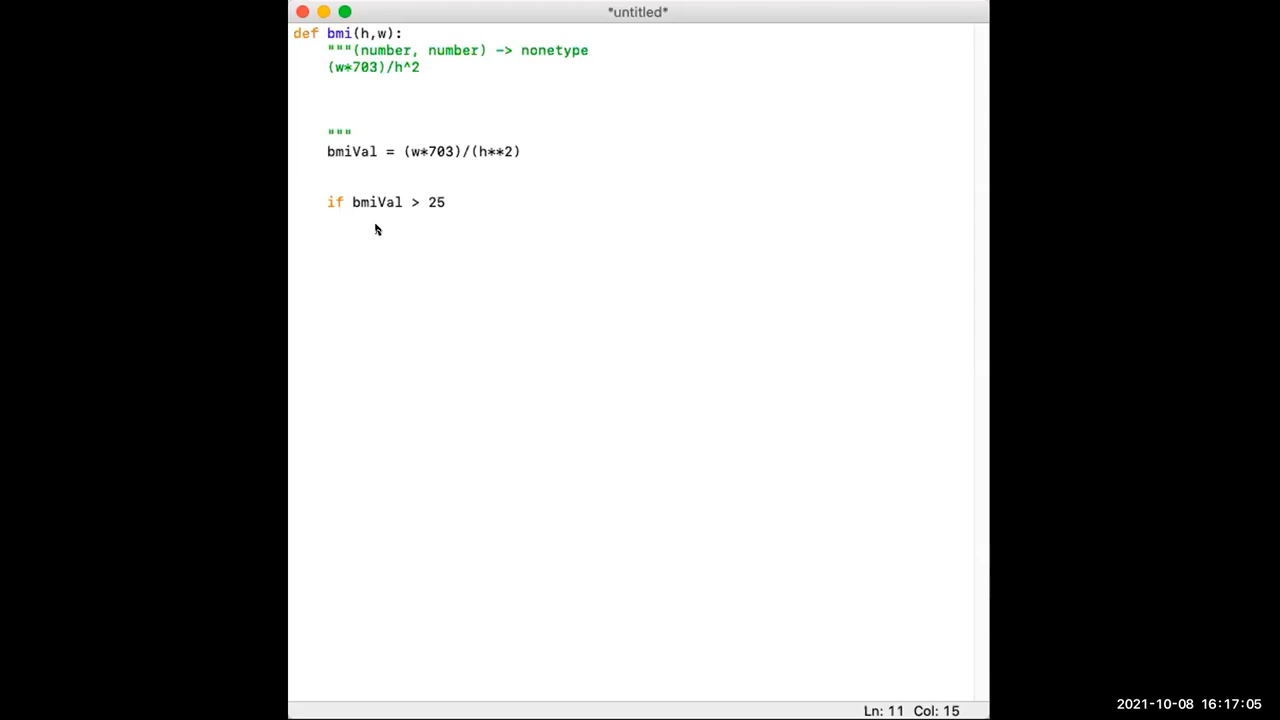 *untitled*
def bmi(h,w):
    """(number, number) -> nonetype
    (w*703)/h^2
    """
    bmiVal = (w*703)/(h**2)
    if bmiVal > 25
Ln: 11 Col: 15
2021-10-08 16:17:05